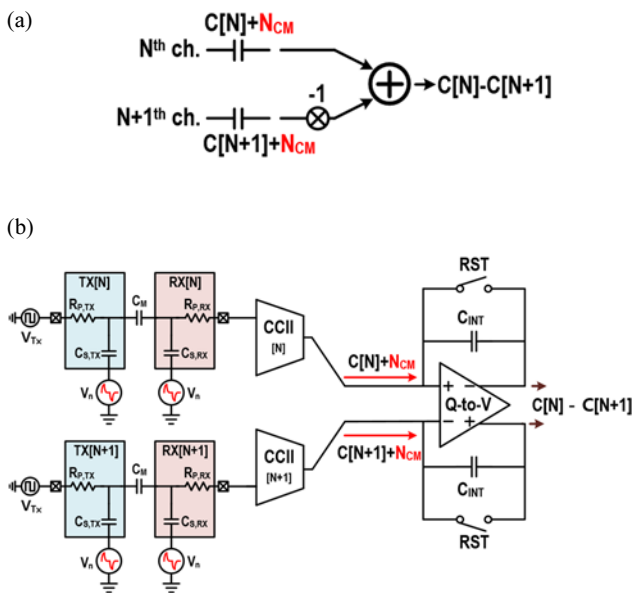 (a)
C[N]+NCM
Nth ch.
-1
C[N]-C[N+1]
N+1th ch.
C[N+1]+NCM
(b)
TX[N] RX[N] RST
RP,TX CM RP,RX
VTx CS,TX CS,RX CCII [N] CINT
C[N]+NCM
Vn Vn
+ −
Q-to-V C[N] - C[N+1]
− +
TX[N+1] RX[N+1]
C[N+1]+NCM
RP,TX CM RP,RX CCII [N+1] CINT
VTx CS,TX CS,RX
RST
Vn Vn